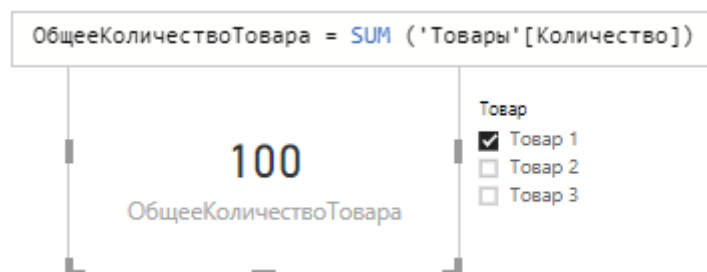 ОбщееКоличествоТовара = SUM ('Товары'[Количество])
100
ОбщееКоличествоТовара
Товар
Товар 1
Товар 2
Товар 3